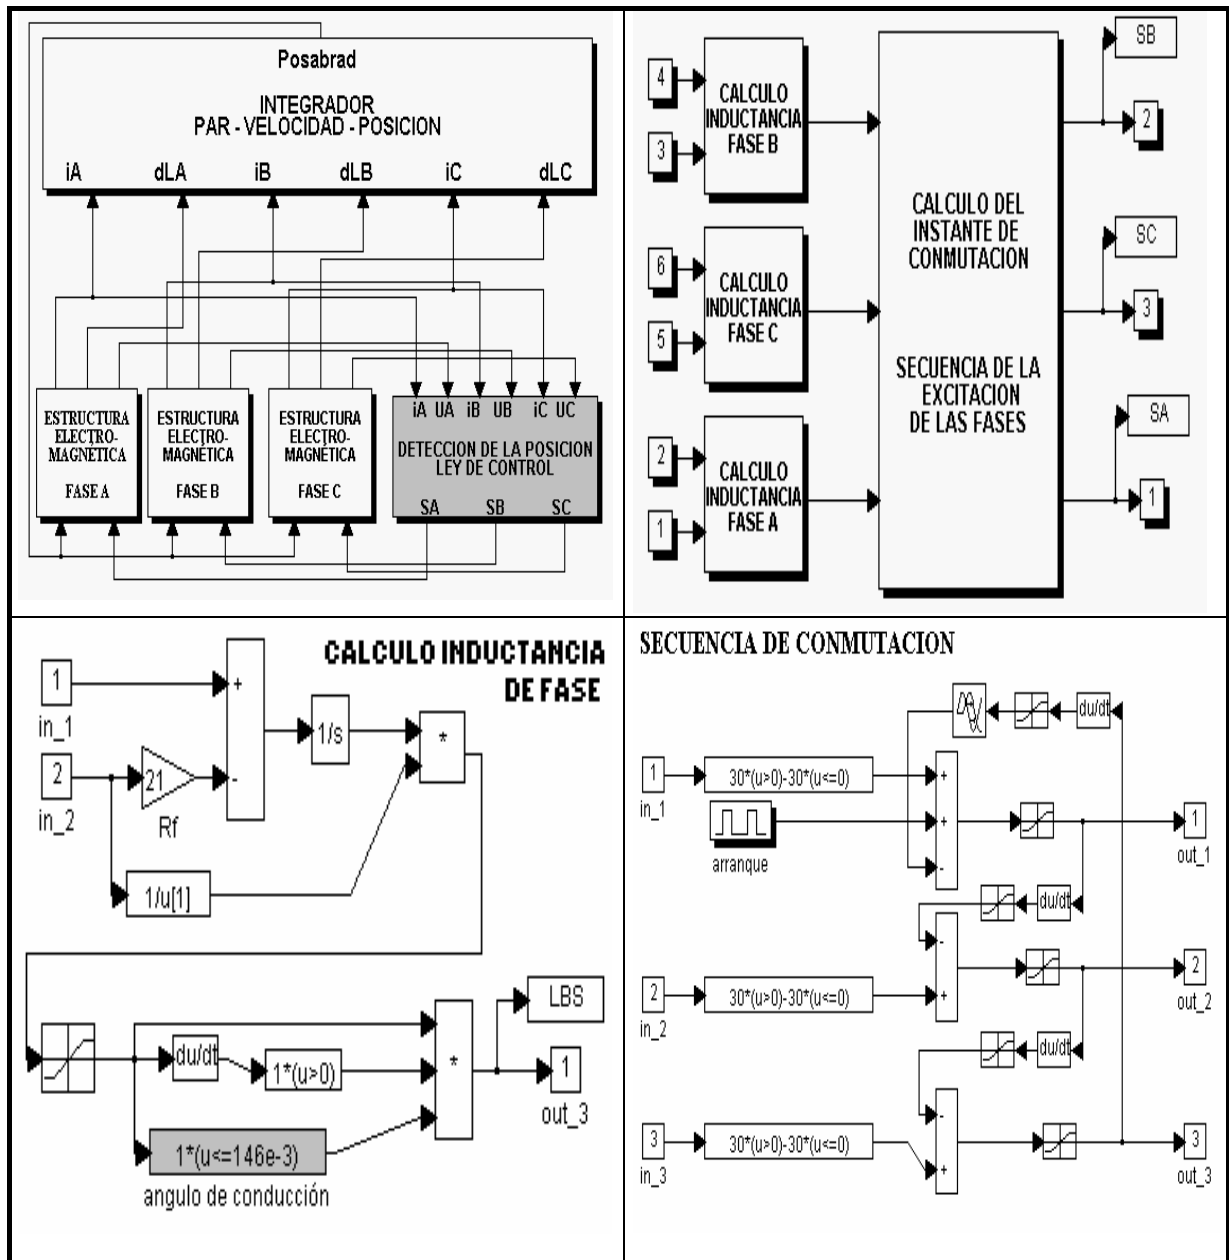 Posabrad
INTEGRADOR
PAR - VELOCIDAD - POSICION
iA dLA iB dLB iC dLC
ESTRUCTURA
ELECTRO-
MAGNÉTICA
FASE A
ESTRUCTURA
ELECTRO-
MAGNÉTICA
FASE B
ESTRUCTURA
ELECTRO-
MAGNÉTICA
FASE C
iA UA iB UB iC UC
DETECCION DE LA POSICION
LEY DE CONTROL
SA SB SC
4
3
CALCULO
INDUCTANCIA
FASE B
6
5
CALCULO
INDUCTANCIA
FASE C
2
1
CALCULO
INDUCTANCIA
FASE A
CALCULO DEL
INSTANTE DE
CONMUTACION
SECUENCIA DE LA
EXCITACION
DE LAS FASES
SB
2
SC
3
SA
1
CALCULO INDUCTANCIA
DE FASE
1
in_1
2
in_2
21
Rf
+
-
1/s
*
1/u[1]
du/dt
1*(u>0)
1*(u<=146e-3)
angulo de conducción
*
LBS
1
out_3
SECUENCIA DE CONMUTACION
du/dt
1
in_1
30*(u>0)-30*(u<=0)
arranque
+
+
-
1
out_1
du/dt
2
in_2
30*(u>0)-30*(u<=0)
-
+
2
out_2
du/dt
3
in_3
30*(u>0)-30*(u<=0)
-
+
3
out_3